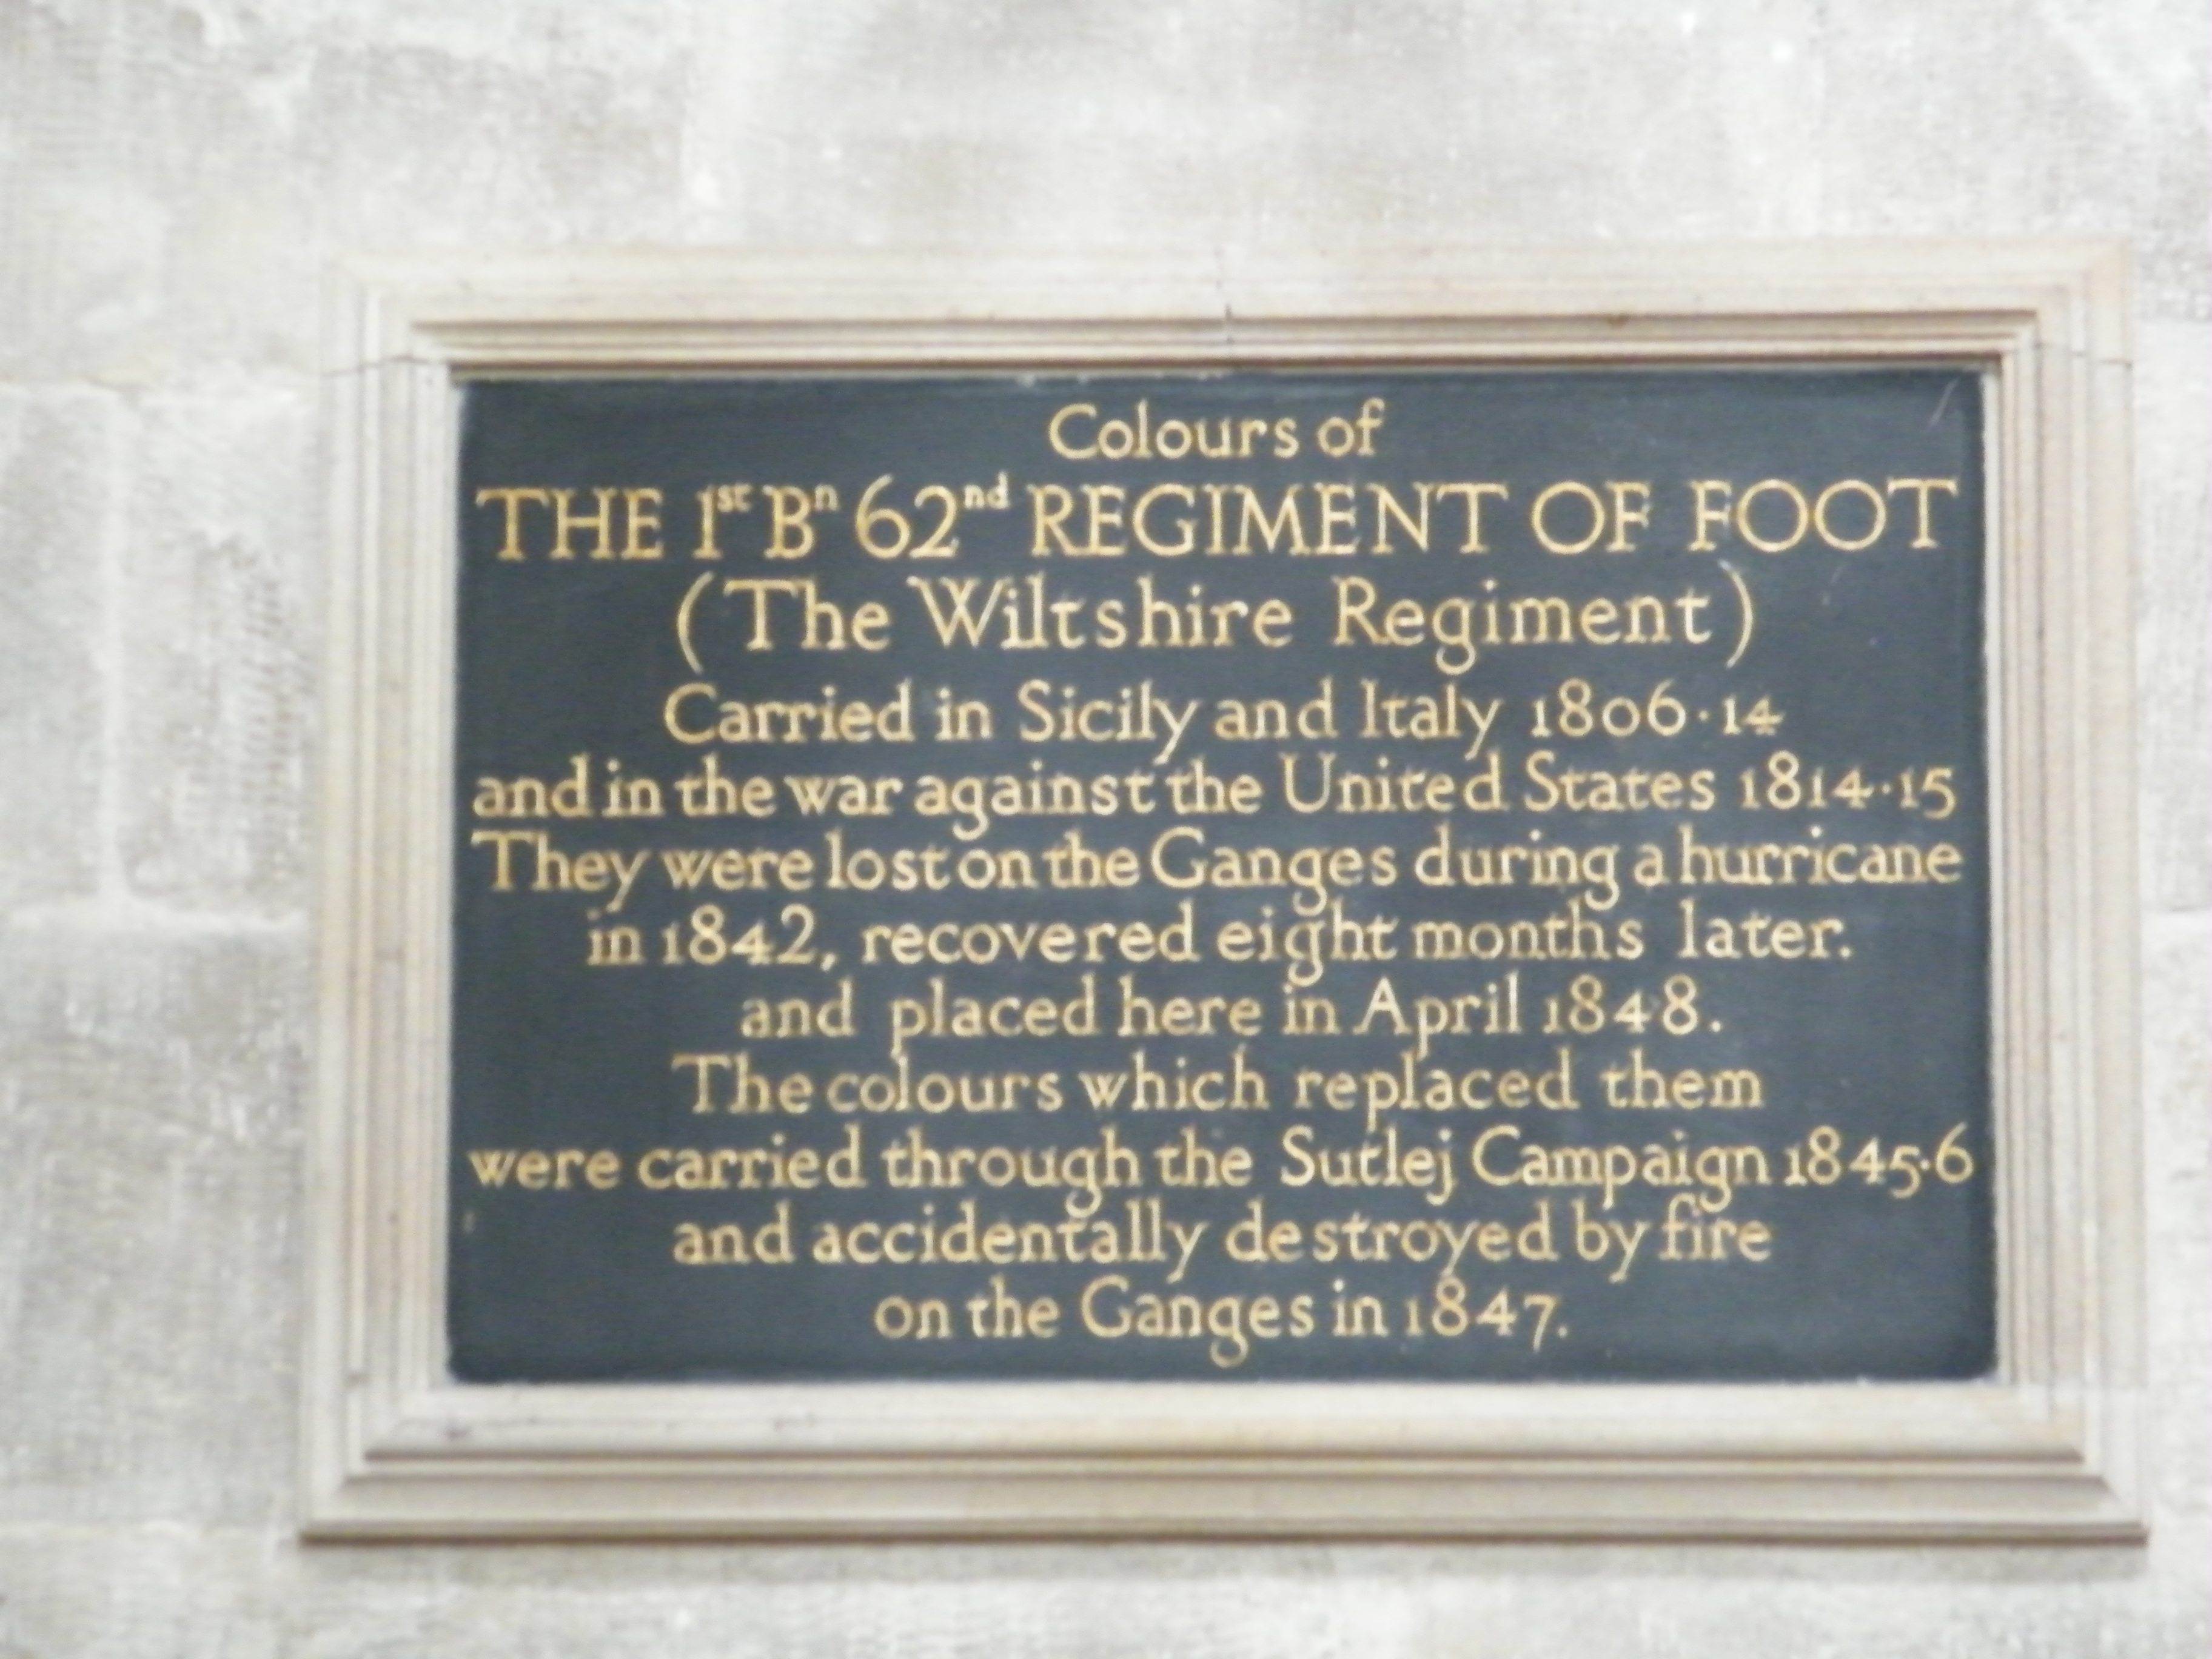 Colours of
THE 1st Bn 62nd REGIMENT OF FOOT
(The Wiltshire Regiment)
Carried in Sicily and Italy 1806·14
and in the war against the United States 1814·15
They were lost on the Ganges during a hurricane
in 1842, recovered eight months later.
and placed here in April 1848.
The colours which replaced them
were carried through the Sutlej Campaign 1845·6
and accidentally destroyed by fire
on the Ganges in 1847.